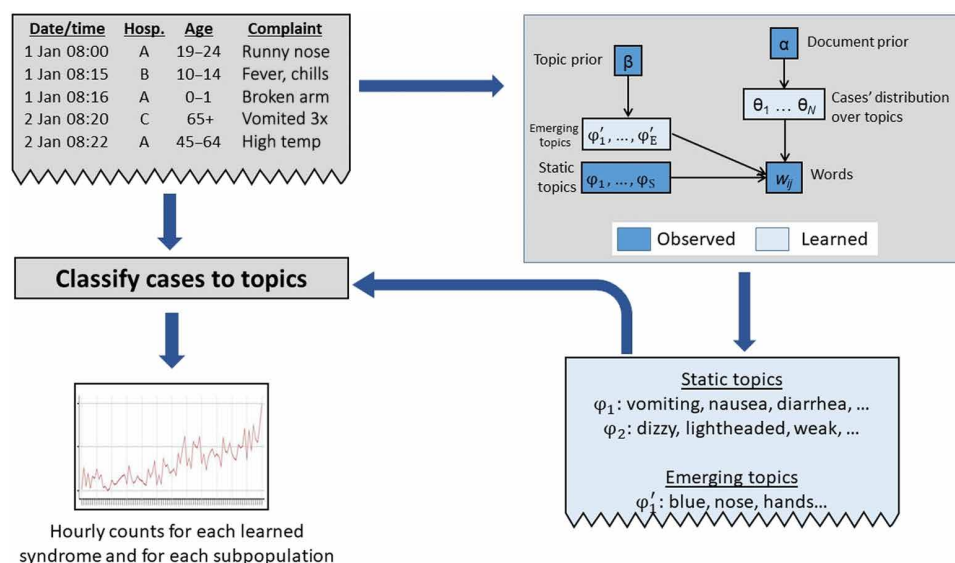 Date/time Hosp. Age Complaint
1 Jan 08:00 A 19–24 Runny nose
1 Jan 08:15 B 10–14 Fever, chills
1 Jan 08:16 A 0–1 Broken arm
2 Jan 08:20 C 65+ Vomited 3x
2 Jan 08:22 A 45–64 High temp
Topic prior
β
α
Document prior
θ₁ … θ_N
Cases' distribution
over topics
Emerging
topics
φ′₁, …, φ′_E
Static
topics
φ₁, …, φ_S
w_ij
Words
Observed
Learned
Classify cases to topics
Static topics
φ₁: vomiting, nausea, diarrhea, …
φ₂: dizzy, lightheaded, weak, …
Emerging topics
φ′₁: blue, nose, hands…
Hourly counts for each learned
syndrome and for each subpopulation